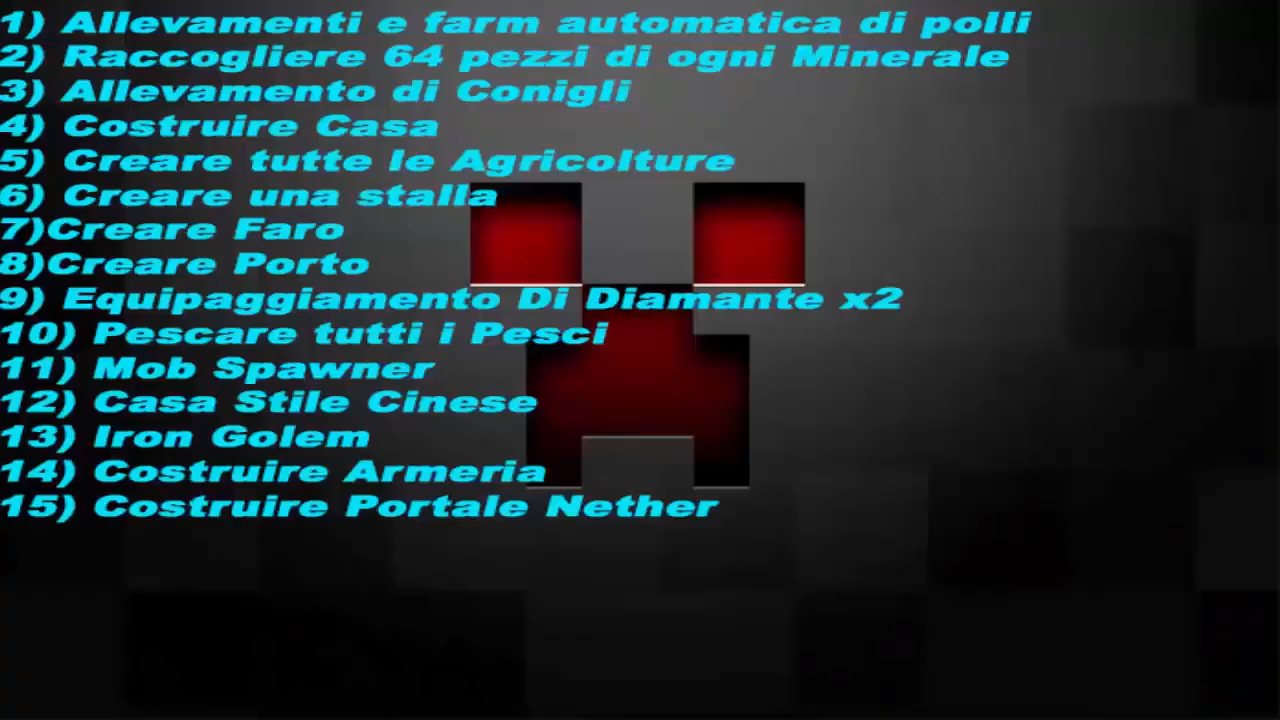 1) Allevamenti e farm automatica di polli
2) Raccogliere 64 pezzi di ogni Minerale
3) Allevamento di Conigli
4) Costruire Casa
5) Creare tutte le Agricolture
6) Creare una stalla
7)Creare Faro
8)Creare Porto
9) Equipaggiamento Di Diamante x2
10) Pescare tutti i Pesci
11) Mob Spawner
12) Casa Stile Cinese
13) Iron Golem
14) Costruire Armeria
15) Costruire Portale Nether